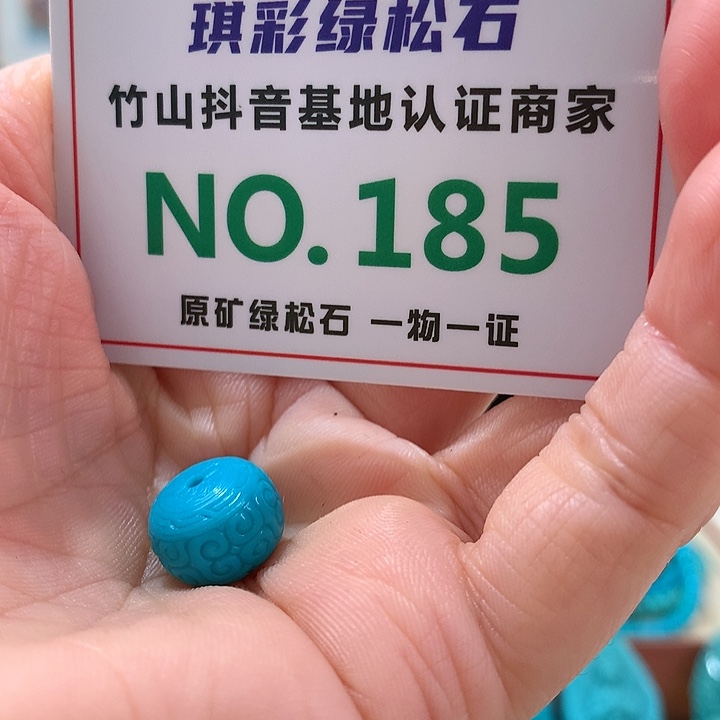 琪彩绿松石
竹山抖音基地认证商家
NO.185
原矿绿松石 一物一证